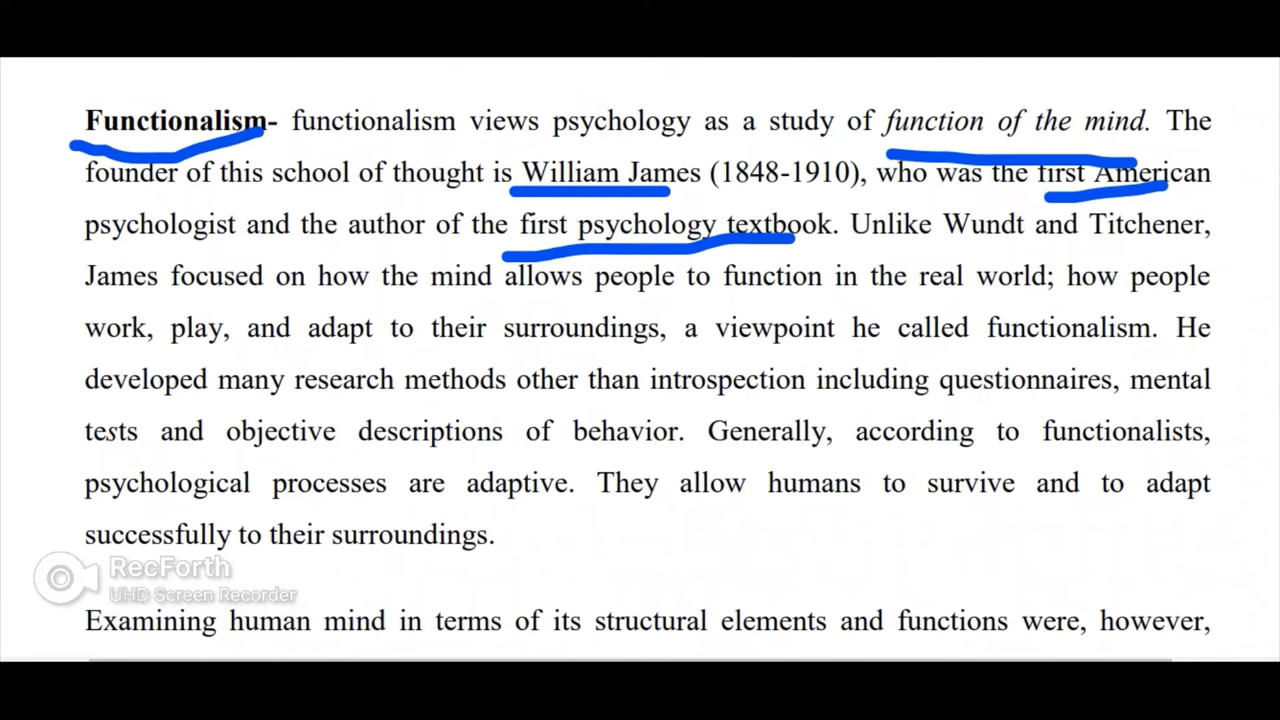 Functionalism- functionalism views psychology as a study of function of the mind. The
founder of this school of thought is William James (1848-1910), who was the first American
psychologist and the author of the first psychology textbook. Unlike Wundt and Titchener,
James focused on how the mind allows people to function in the real world; how people
work, play, and adapt to their surroundings, a viewpoint he called functionalism. He
developed many research methods other than introspection including questionnaires, mental
tests and objective descriptions of behavior. Generally, according to functionalists,
psychological processes are adaptive. They allow humans to survive and to adapt
successfully to their surroundings.
RecForth
UHD Screen Recorder
Examining human mind in terms of its structural elements and functions were, however,